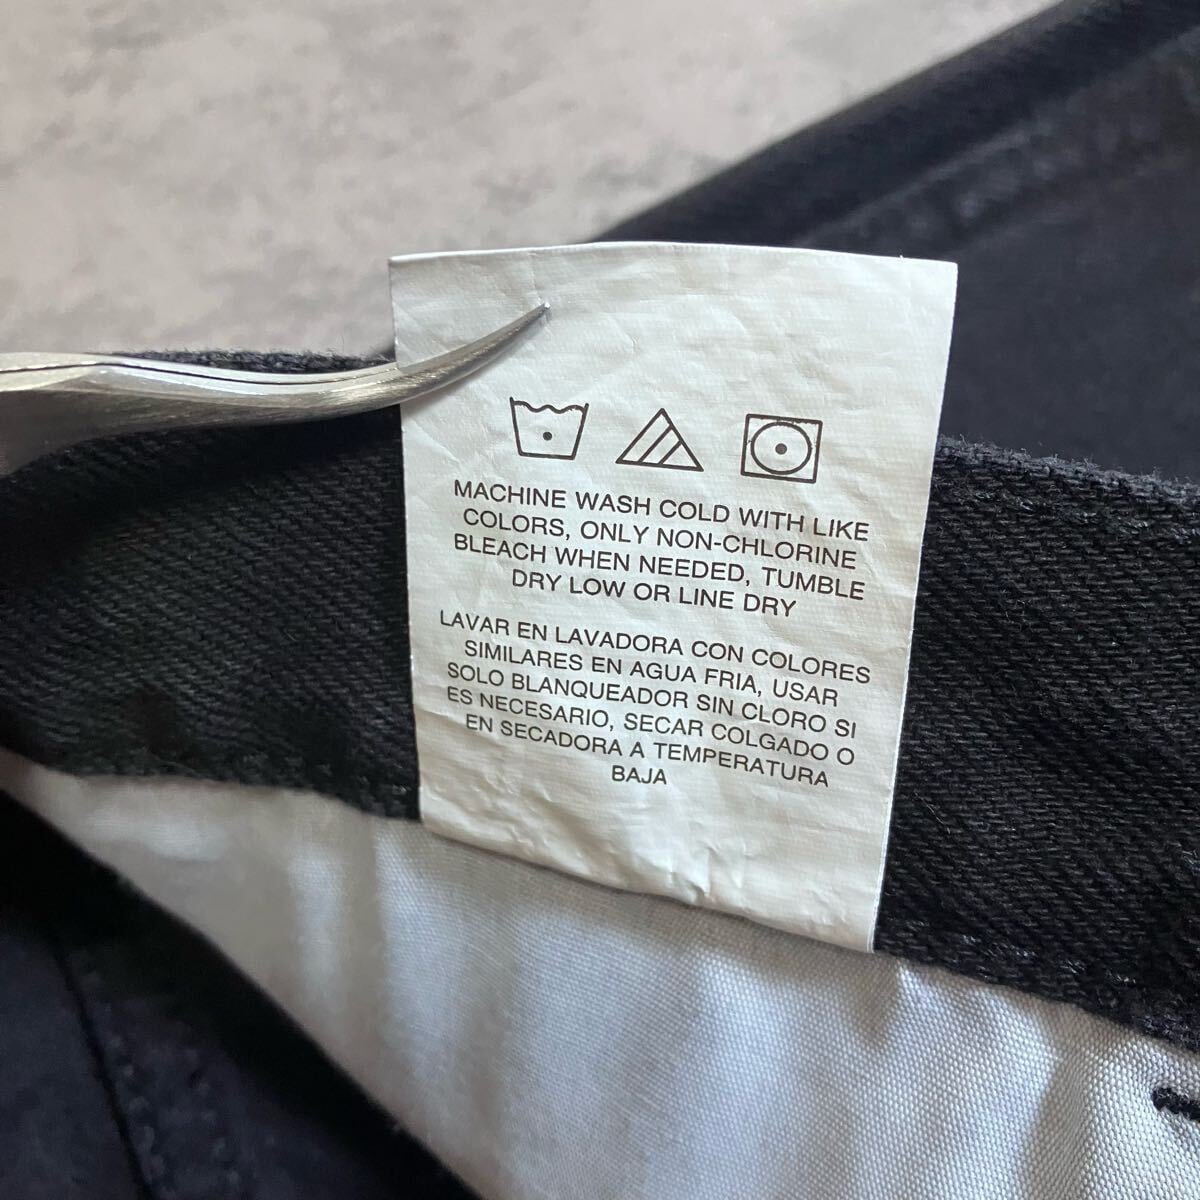 MACHINE WASH COLD WITH LIKE
COLORS, ONLY NON-CHLORINE
BLEACH WHEN NEEDED, TUMBLE
DRY LOW OR LINE DRY
LAVAR EN LAVADORA CON COLORES
SIMILARES EN AGUA FRIA, USAR
SOLO BLANQUEADOR SIN CLORO SI
ES NECESARIO, SECAR COLGADO O
EN SECADORA A TEMPERATURA
BAJA